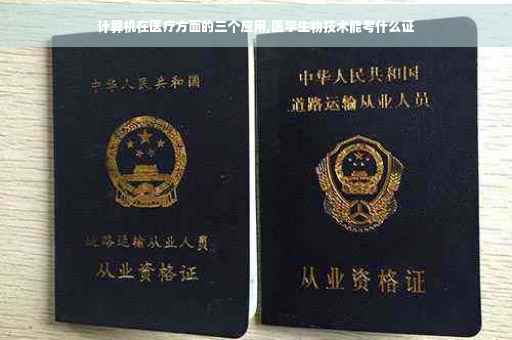 计算机在医疗方面的三个应用,医学生物技术能考什么证
中华人民共和国
道路运输从业人员
从业资格证
中华人民共和国
道路运输从业人员
从业资格证